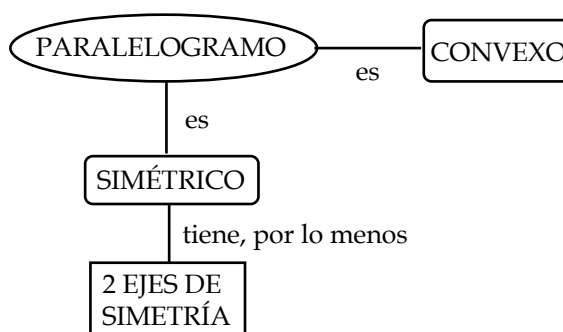 PARALELOGRAMO
es
CONVEXO
es
SIMÉTRICO
tiene, por lo menos
2 EJES DE
SIMETRÍA